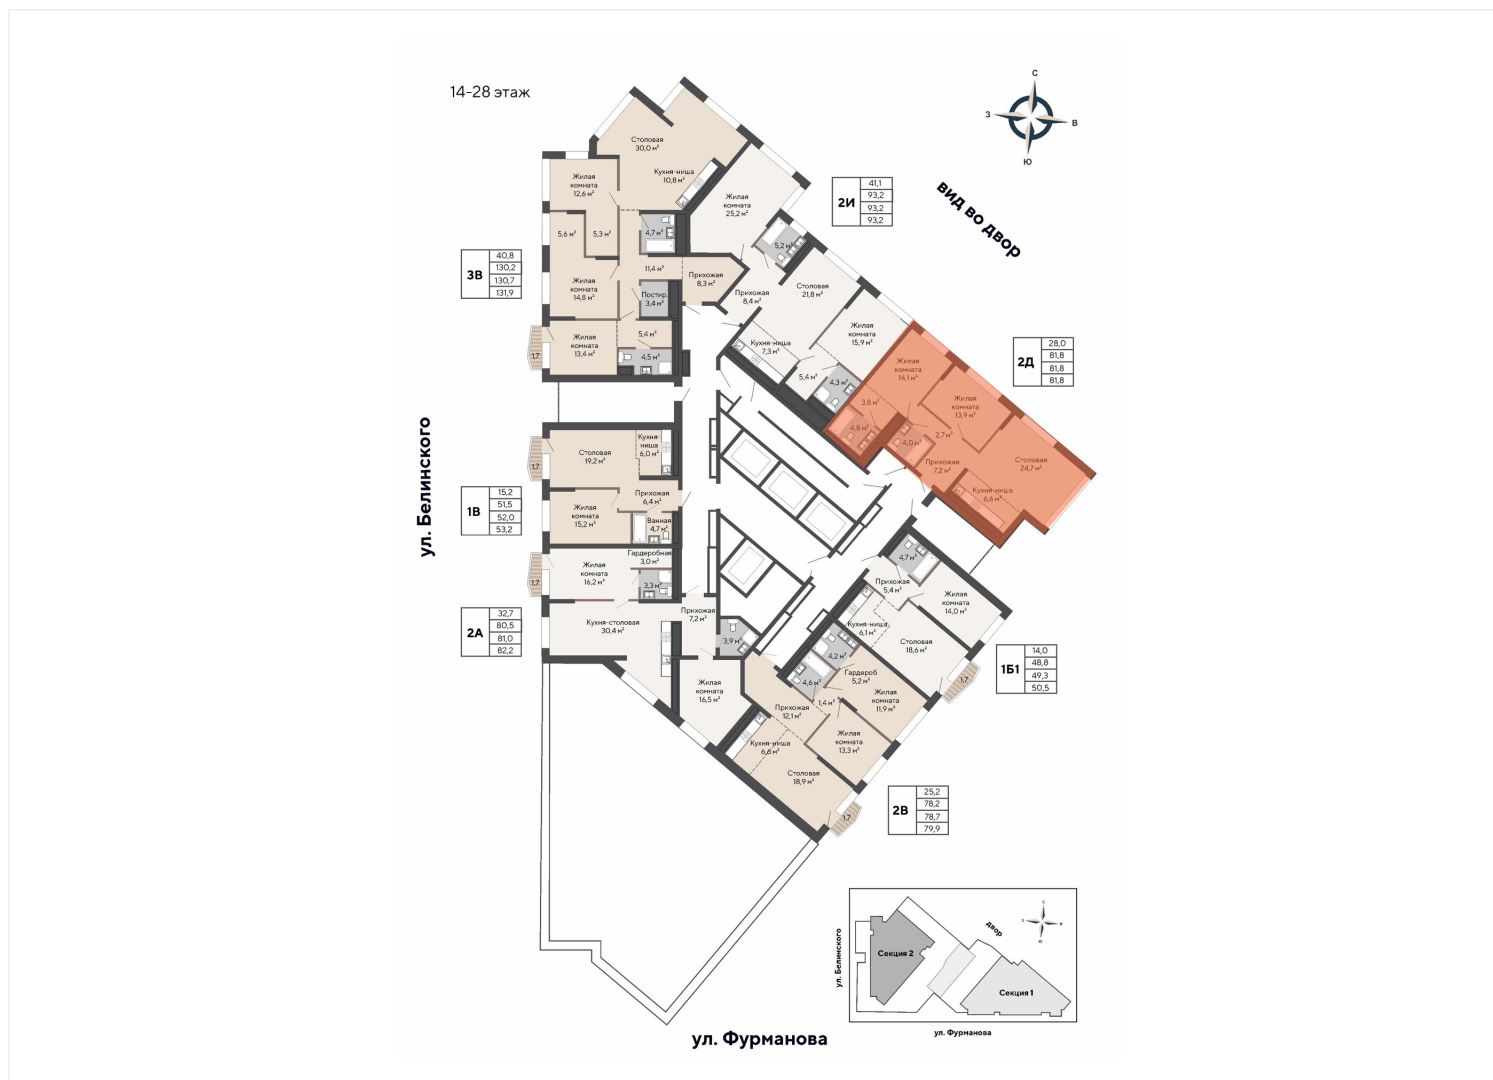 14-28 этаж
С
З
В
Ю
вид во двор
Столовая
30,0 м²
Кухня-ниша
10,8 м²
Жилая
комната
12,6 м²
5,6 м²
5,3 м²
4,7 м²
11,4 м²
Прихожая
8,3 м²
Жилая
комната
14,8 м²
Постир.
3,4 м²
Жилая
комната
13,4 м²
5,4 м²
4,5 м²
1,7
3В
40,8
130,2
130,7
131,9
Жилая
комната
25,2 м²
5,2 м²
Прихожая
8,4 м²
Столовая
21,8 м²
Кухня-ниша
7,3 м²
Жилая
комната
15,9 м²
5,4 м²
4,3 м²
2И
41,1
93,2
93,2
93,2
Жилая
комната
14,1 м²
3,8 м²
4,8 м²
4,0 м²
2,7 м²
Жилая
комната
13,9 м²
Прихожая
7,2 м²
Столовая
24,7 м²
Кухня-ниша
6,6 м²
2Д
28,0
81,8
81,8
81,8
ул. Белинского
Столовая
19,2 м²
Кухня-
ниша
6,0 м²
1,7
Прихожая
6,4 м²
Жилая
комната
15,2 м²
Ванная
4,7 м²
1В
15,2
51,5
52,0
53,2
Гардеробная
3,0 м²
Жилая
комната
16,2 м²
3,3 м²
1,7
Кухня-столовая
30,4 м²
Прихожая
7,2 м²
3,9 м²
Жилая
комната
16,5 м²
2А
32,7
80,5
81,0
82,2
4,7 м²
Прихожая
5,4 м²
Жилая
комната
14,0 м²
Кухня-ниша
6,1 м²
Столовая
18,6 м²
1,7
1Б1
14,0
48,8
49,3
50,5
4,2 м²
Гардероб
5,2 м²
4,6 м²
1,4 м²
Жилая
комната
11,9 м²
Прихожая
12,1 м²
Жилая
комната
13,3 м²
Кухня-ниша
6,6 м²
Столовая
18,9 м²
1,7
2В
25,2
78,2
78,7
79,9
ул. Фурманова
ул. Белинского
Секция 2
двор
С
З
В
Ю
Секция 1
ул. Фурманова